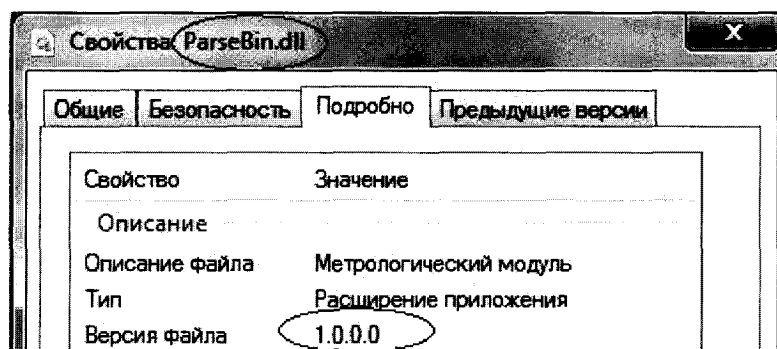 Свойства: ParseBin.dll
X
Общие Безопасность Подробно Предыдущие версии
Свойство Значение
Описание
Описание файла Метрологический модуль
Тип Расширение приложения
Версия файла 1.0.0.0